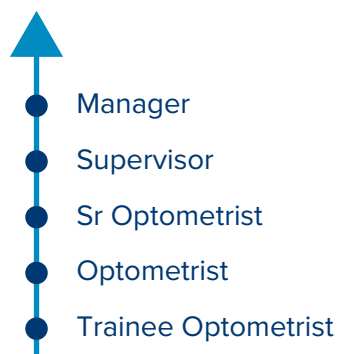 Manager
Supervisor
Sr Optometrist
Optometrist
Trainee Optometrist